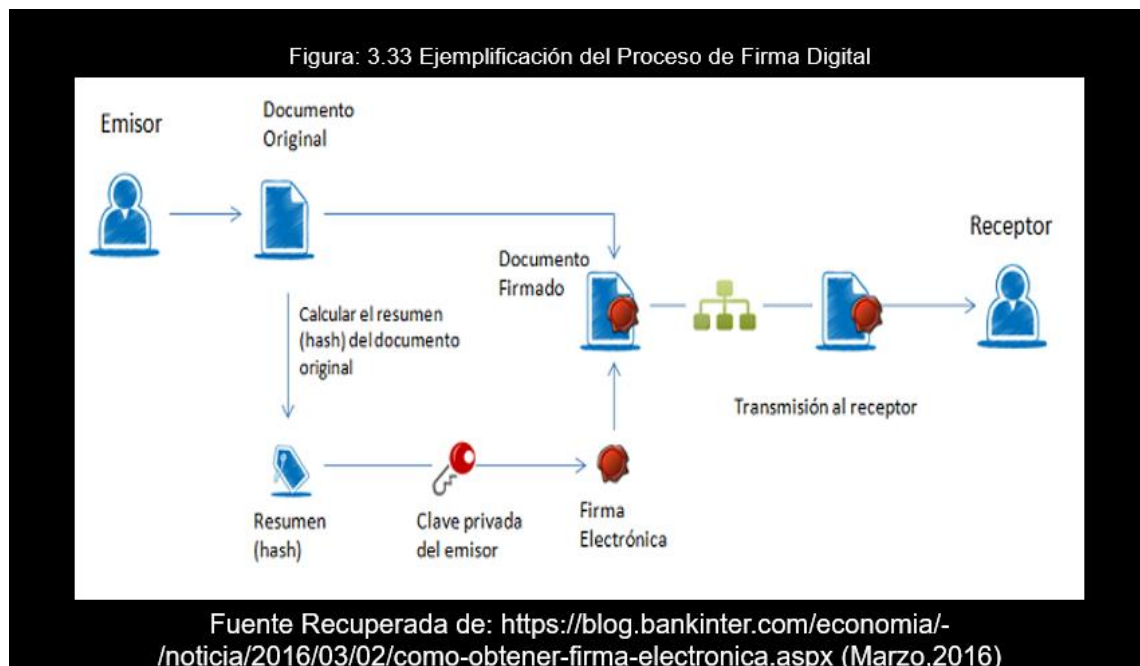 Figura: 3.33 Ejemplificación del Proceso de Firma Digital
Emisor
Documento
Original
Receptor
Documento
Firmado
Calcular el resumen
(hash) del documento
original
Transmisión al receptor
Resumen
(hash)
Clave privada
del emisor
Firma
Electrónica
Fuente Recuperada de: https://blog.bankinter.com/economia/-
/noticia/2016/03/02/como-obtener-firma-electronica.aspx (Marzo,2016)